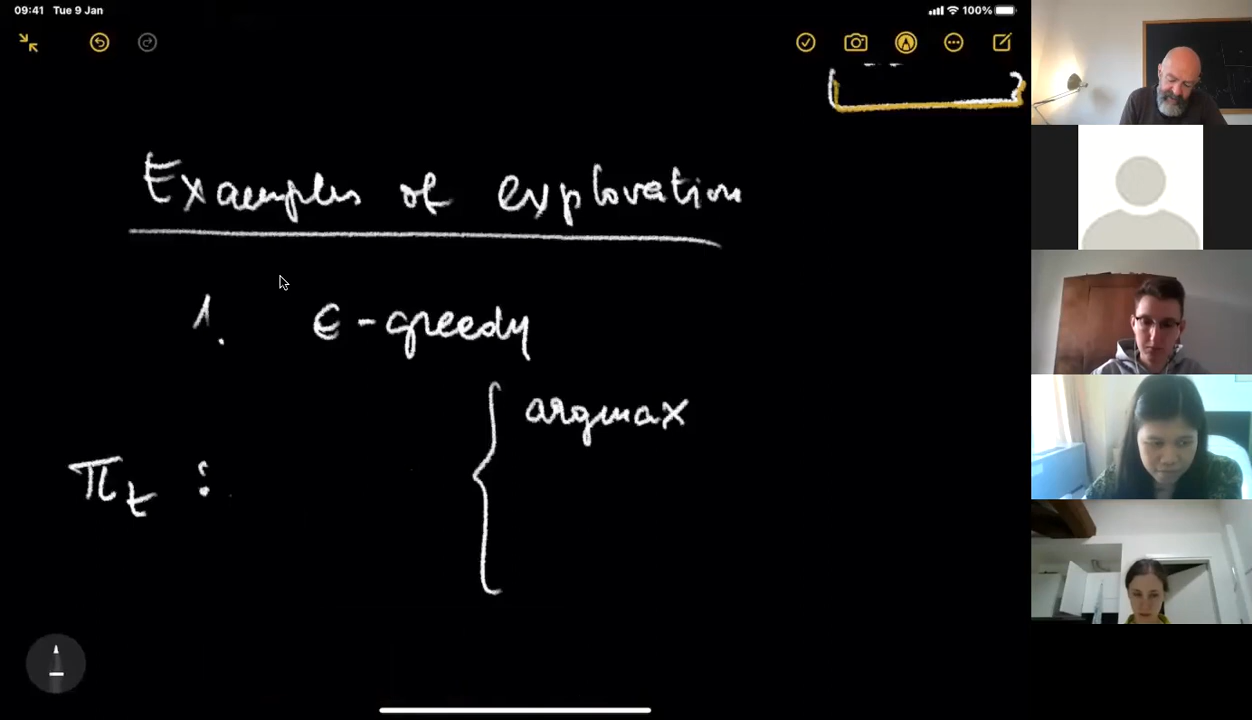 09:41 Tue 9 Jan
100%
Examples of exploration
1. ϵ-greedy
argmax
π_t :